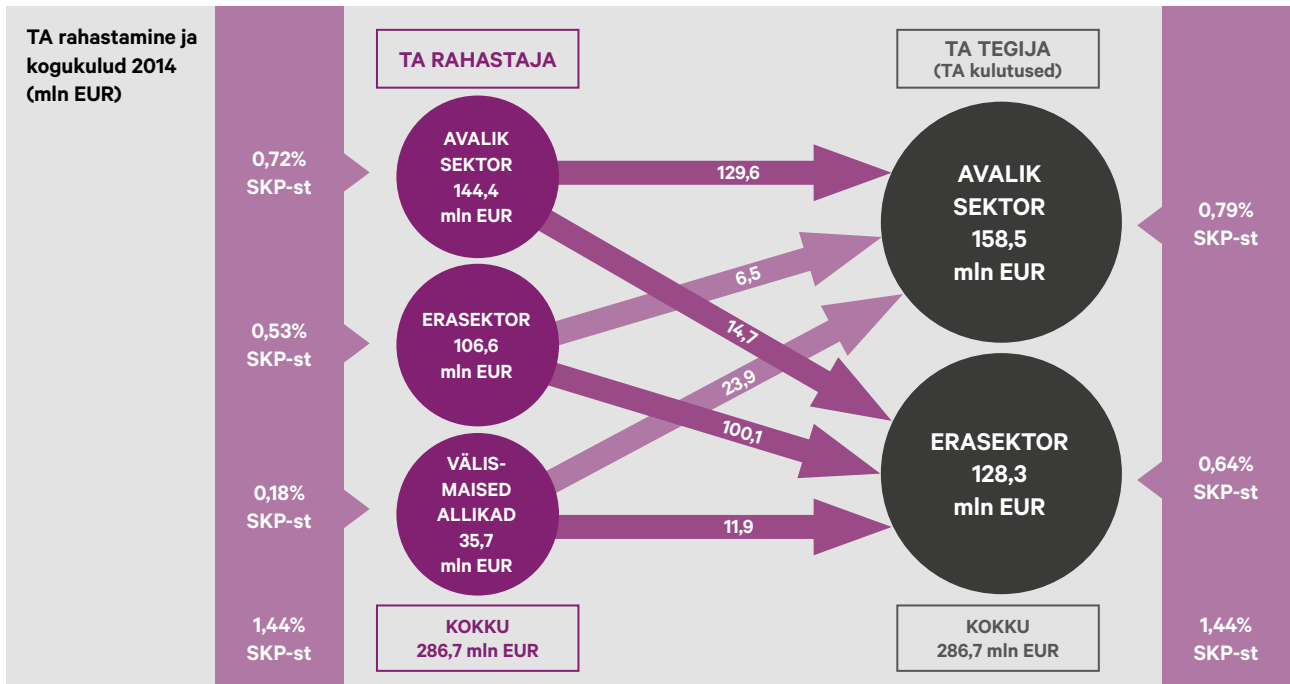 TA rahastamine ja
kogukulud 2014
(mln EUR)
0,72%
SKP-st
0,53%
SKP-st
0,18%
SKP-st
1,44%
SKP-st
TA RAHASTAJA
AVALIK
SEKTOR
144,4
mln EUR
ERASEKTOR
106,6
mln EUR
VÄLIS-
MAISED
ALLIKAD
35,7
mln EUR
KOKKU
286,7 mln EUR
129,6
6,5
14,7
23,9
100,1
11,9
TA TEGIJA
(TA kulutused)
AVALIK
SEKTOR
158,5
mln EUR
ERASEKTOR
128,3
mln EUR
KOKKU
286,7 mln EUR
0,79%
SKP-st
0,64%
SKP-st
1,44%
SKP-st